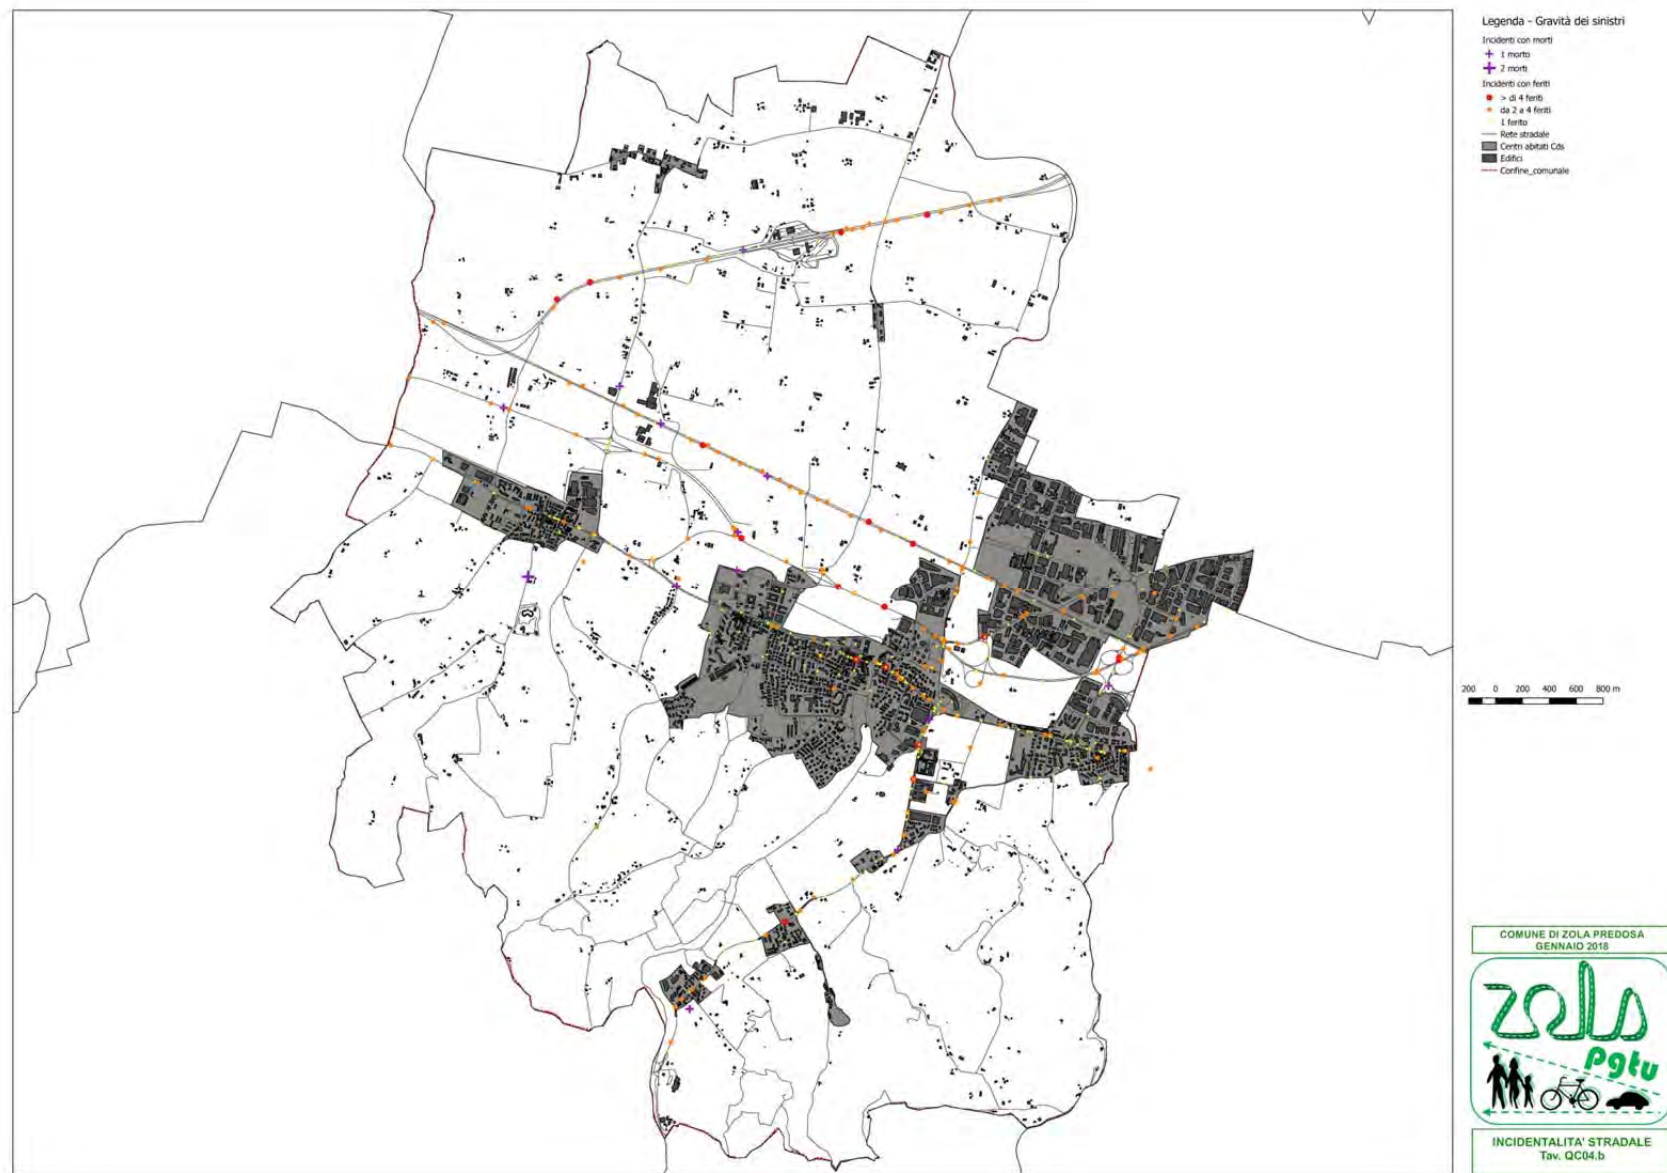 Legenda - Gravità dei sinistri
Incidenti con morti
1 morto
2 morti
Incidenti con feriti
> di 4 feriti
da 2 a 4 feriti
1 ferito
Rete stradale
Centri abitati Cds
Edifici
Confine_comunale
200 0 200 400 600 800 m
COMUNE DI ZOLA PREDOSA
GENNAIO 2018
zola
pgtu
INCIDENTALITA' STRADALE
Tav. QC04.b